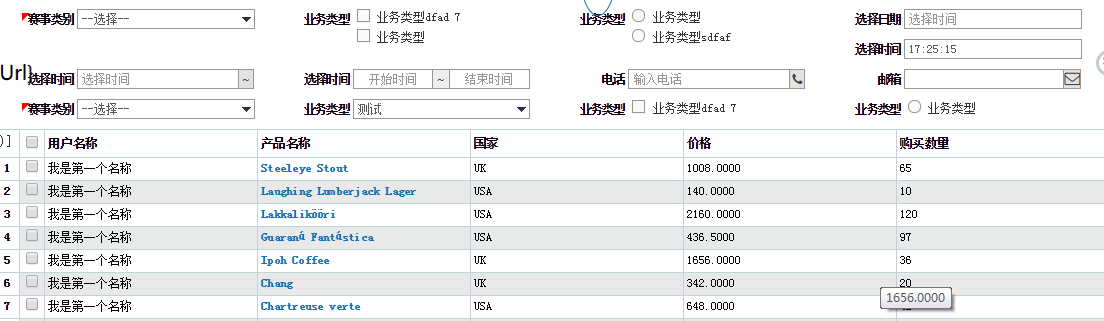 赛事类别 --选择-- 业务类型 业务类型dfad 7 业务类型 业务类型 选择日期 选择时间
业务类型 业务类型sdfaf
选择时间 17:25:15
Url} 选择时间 选择时间 ~ 选择时间 开始时间 ~ 结束时间 电话 输入电话 邮箱
赛事类别 --选择-- 业务类型 测试 业务类型 业务类型dfad 7 业务类型 业务类型
)] 用户名称 产品名称 国家 价格 购买数量
1 我是第一个名称 Steeleye Stout UK 1008.0000 65
2 我是第一个名称 Laughing Lumberjack Lager USA 140.0000 10
3 我是第一个名称 Lakkalikööri USA 2160.0000 120
4 我是第一个名称 Guaraná Fantástica USA 436.5000 97
5 我是第一个名称 Ipoh Coffee UK 1656.0000 36
6 我是第一个名称 Chang UK 342.0000 20
1656.0000
7 我是第一个名称 Chartreuse verte USA 648.0000